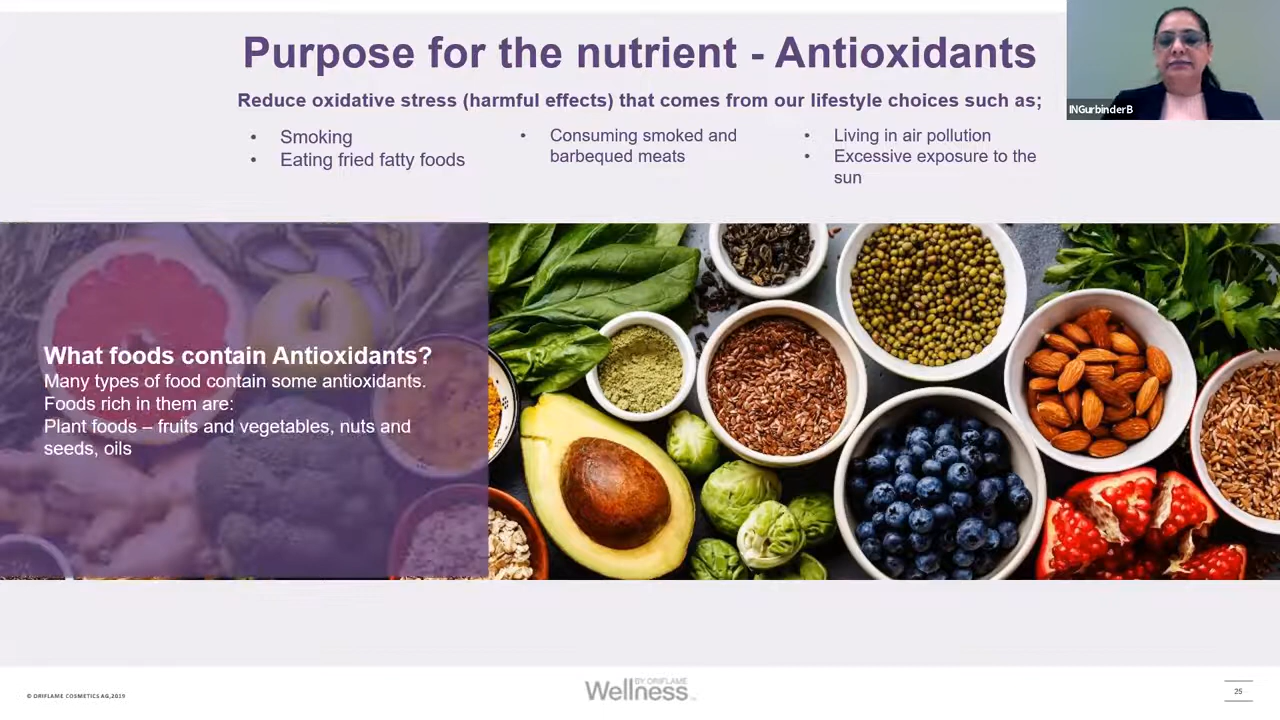 Purpose for the nutrient - Antioxidants
Reduce oxidative stress (harmful effects) that comes from our lifestyle choices such as;
• Smoking
• Eating fried fatty foods
• Consuming smoked and
barbequed meats
• Living in air pollution
• Excessive exposure to the
sun
INGurbinderB
What foods contain Antioxidants?
Many types of food contain some antioxidants.
Foods rich in them are:
Plant foods – fruits and vegetables, nuts and
seeds, oils
© ORIFLAME COSMETICS AG,2019
BY ORIFLAME
Wellness
25